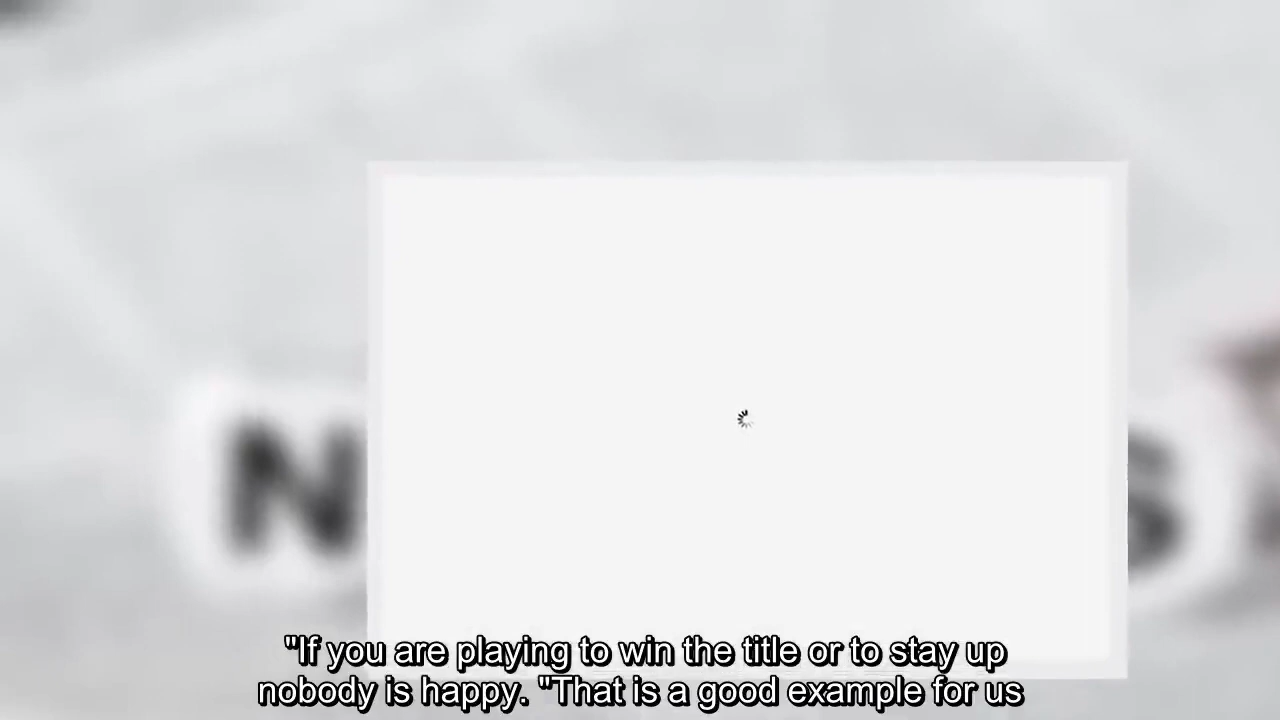 N
S
"If you are playing to win the title or to stay up
nobody is happy. "That is a good example for us